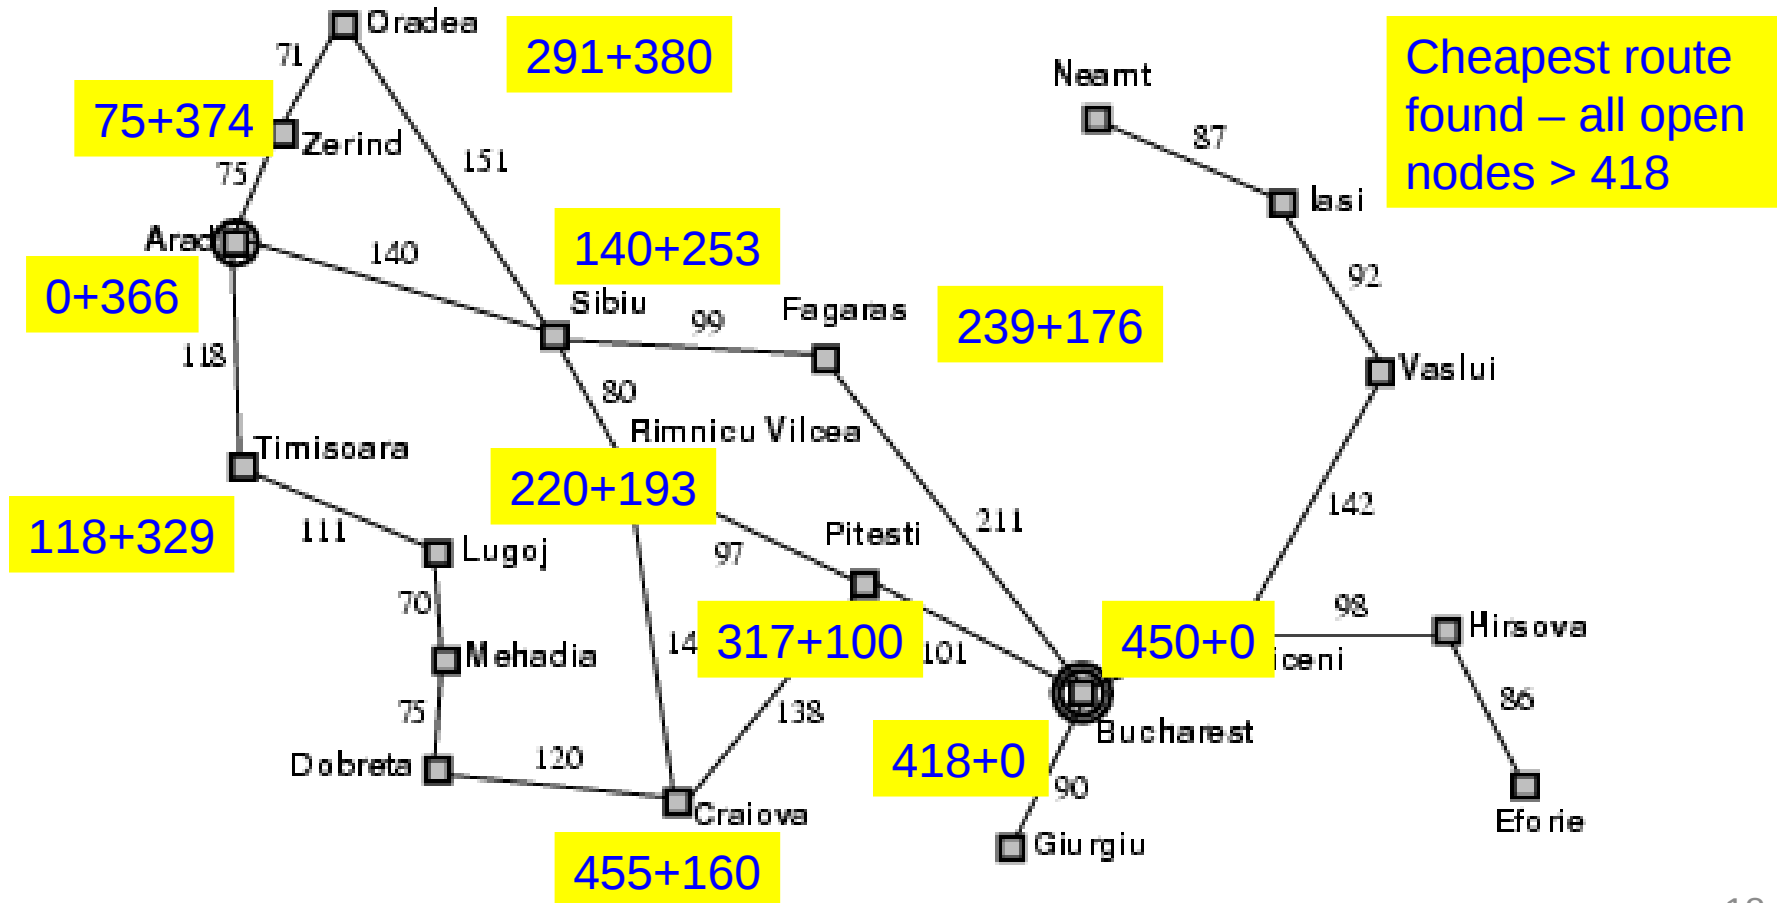 Oradea
71
291+380
Cheapest route
found – all open
nodes > 418
Neamt
75+374
Zerind
87
151
75
Iasi
Arad
140
140+253
0+366
Sibiu
92
99
Fagaras
239+176
118
Vaslui
80
Rimnicu Vilcea
Timisoara
220+193
142
118+329
111
97
Pitesti
211
Lugoj
70
98
Hirsova
14
317+100
101
450+0
iceni
Mehadia
75
138
86
Bucharest
Dobreta
120
418+0
90
Craiova
Eforie
Giurgiu
455+160